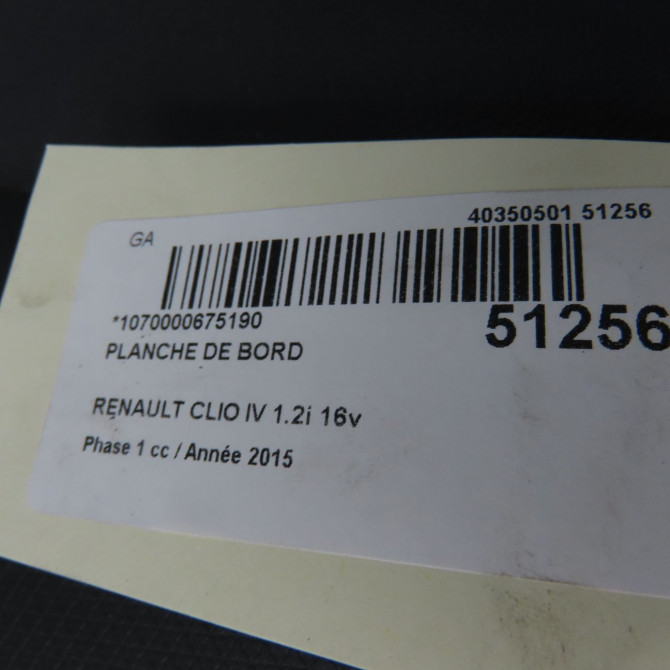 GA
40350501 51256
*1070000675190
51256
PLANCHE DE BORD
RENAULT CLIO IV 1.2i 16v
Phase 1 cc / Année 2015